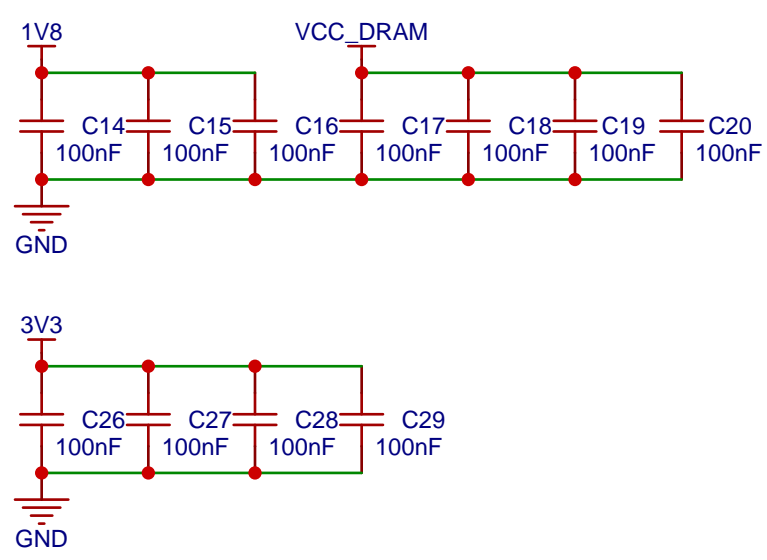 1V8 VCC_DRAM
C14 C15 C16 C17 C18 C19 C20
100nF 100nF 100nF 100nF 100nF 100nF 100nF
GND
3V3
C26 C27 C28 C29
100nF 100nF 100nF 100nF
GND